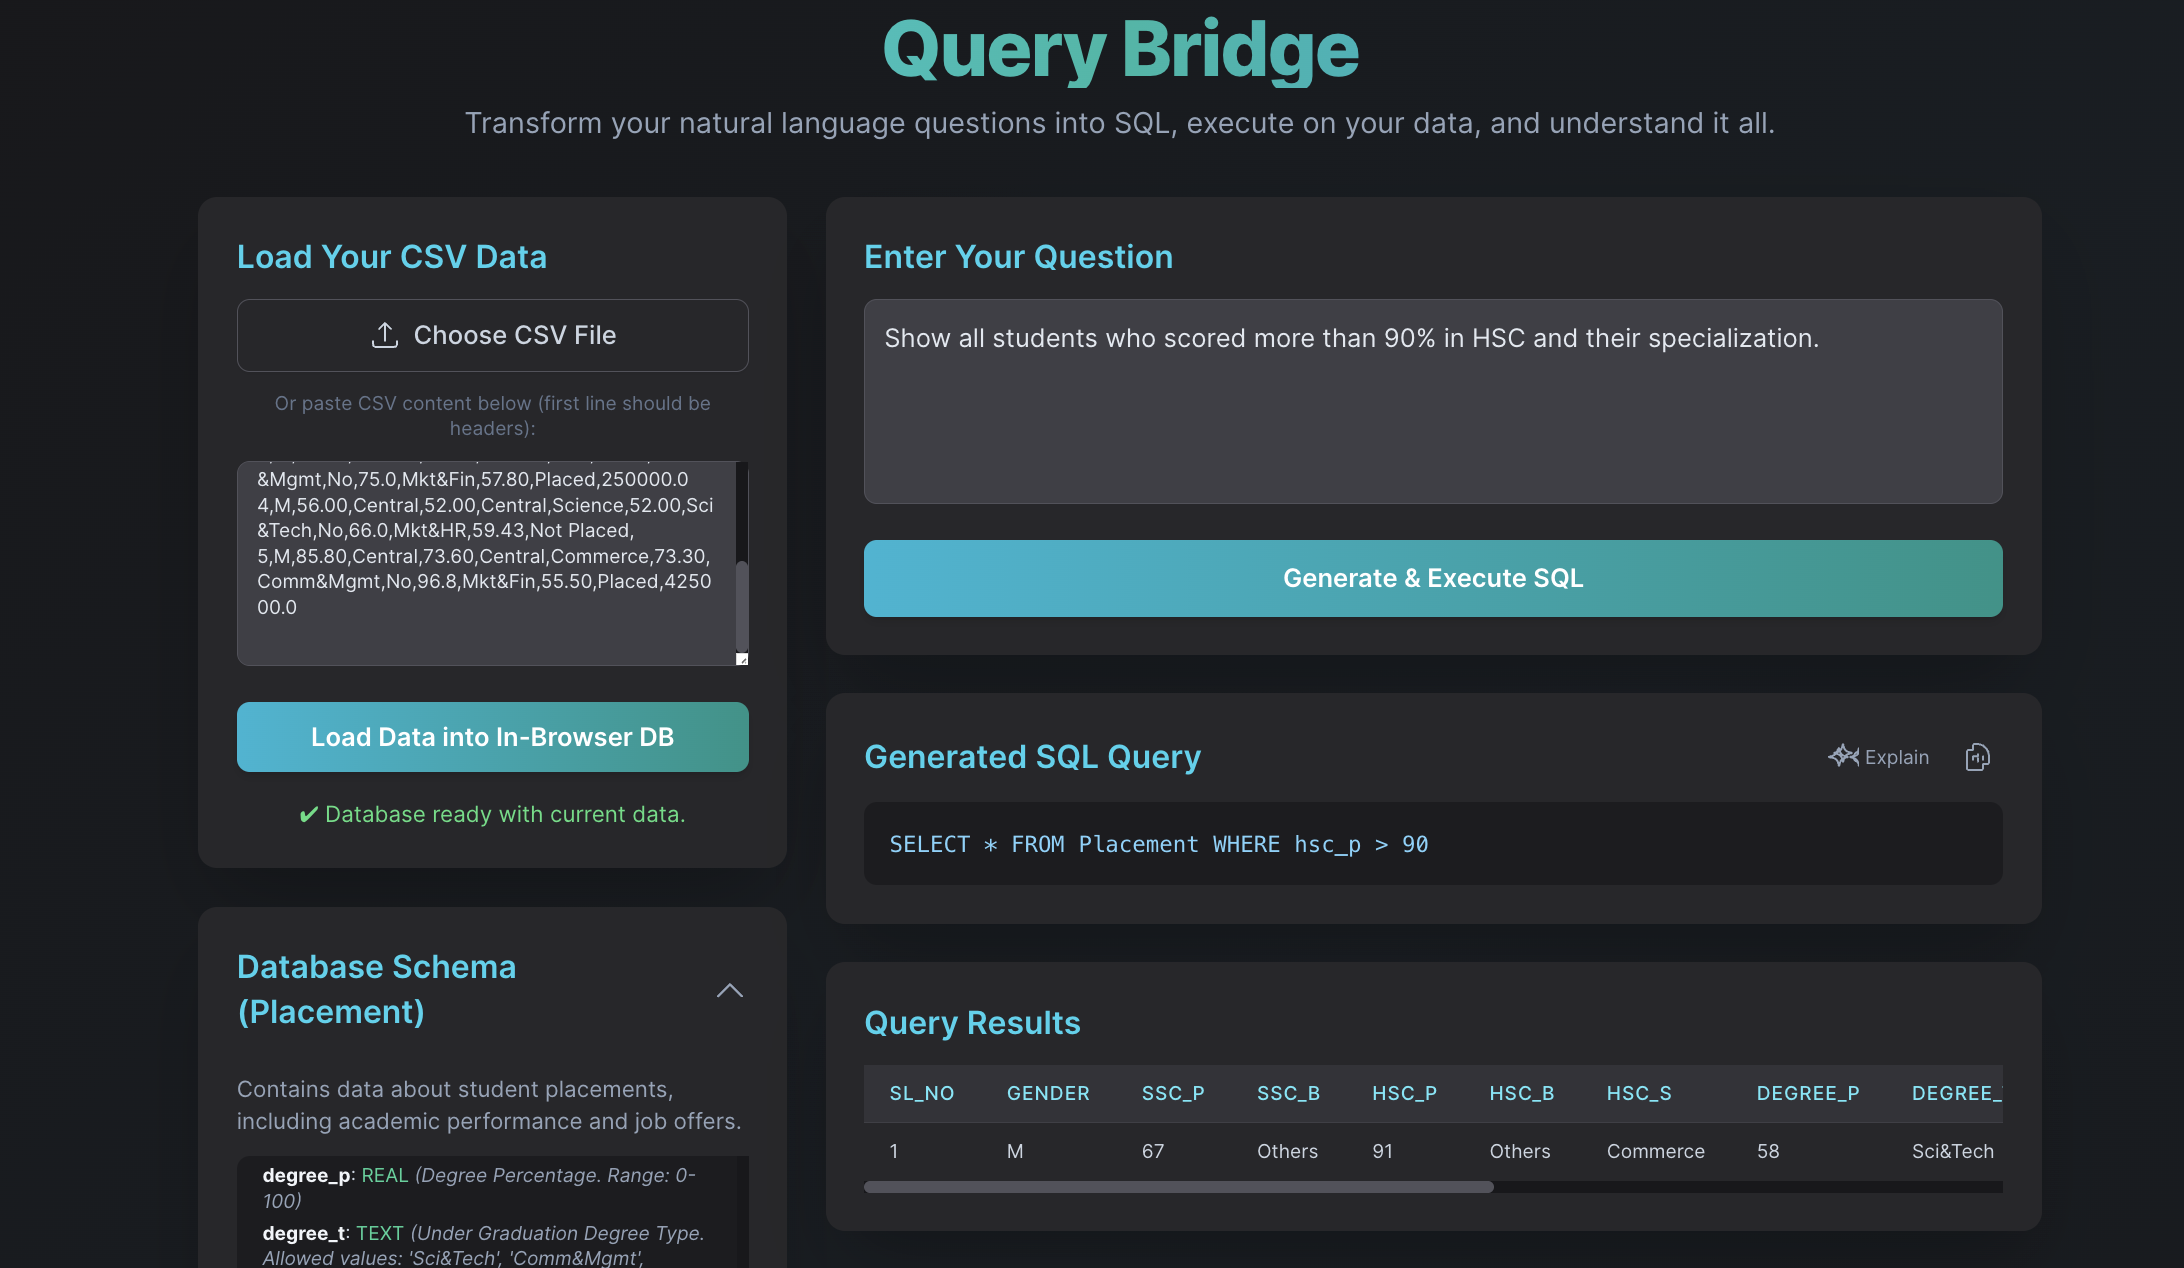 Query Bridge
Transform your natural language questions into SQL, execute on your data, and understand it all.
Load Your CSV Data
Choose CSV File
Or paste CSV content below (first line should be
headers):
&Mgmt,No,75.0,Mkt&Fin,57.80,Placed,250000.0
4,M,56.00,Central,52.00,Central,Science,52.00,Sci
&Tech,No,66.0,Mkt&HR,59.43,Not Placed,
5,M,85.80,Central,73.60,Central,Commerce,73.30,
Comm&Mgmt,No,96.8,Mkt&Fin,55.50,Placed,4250
00.0
Load Data into In-Browser DB
✔ Database ready with current data.
Database Schema
(Placement)
Contains data about student placements,
including academic performance and job offers.
degree_p: REAL (Degree Percentage. Range: 0-
100)
degree_t: TEXT (Under Graduation Degree Type.
Allowed values: 'Sci&Tech', 'Comm&Mgmt',
Enter Your Question
Show all students who scored more than 90% in HSC and their specialization.
Generate & Execute SQL
Generated SQL Query
Explain
SELECT * FROM Placement WHERE hsc_p > 90
Query Results
SL_NO GENDER SSC_P SSC_B HSC_P HSC_B HSC_S DEGREE_P DEGREE_
1 M 67 Others 91 Others Commerce 58 Sci&Tech